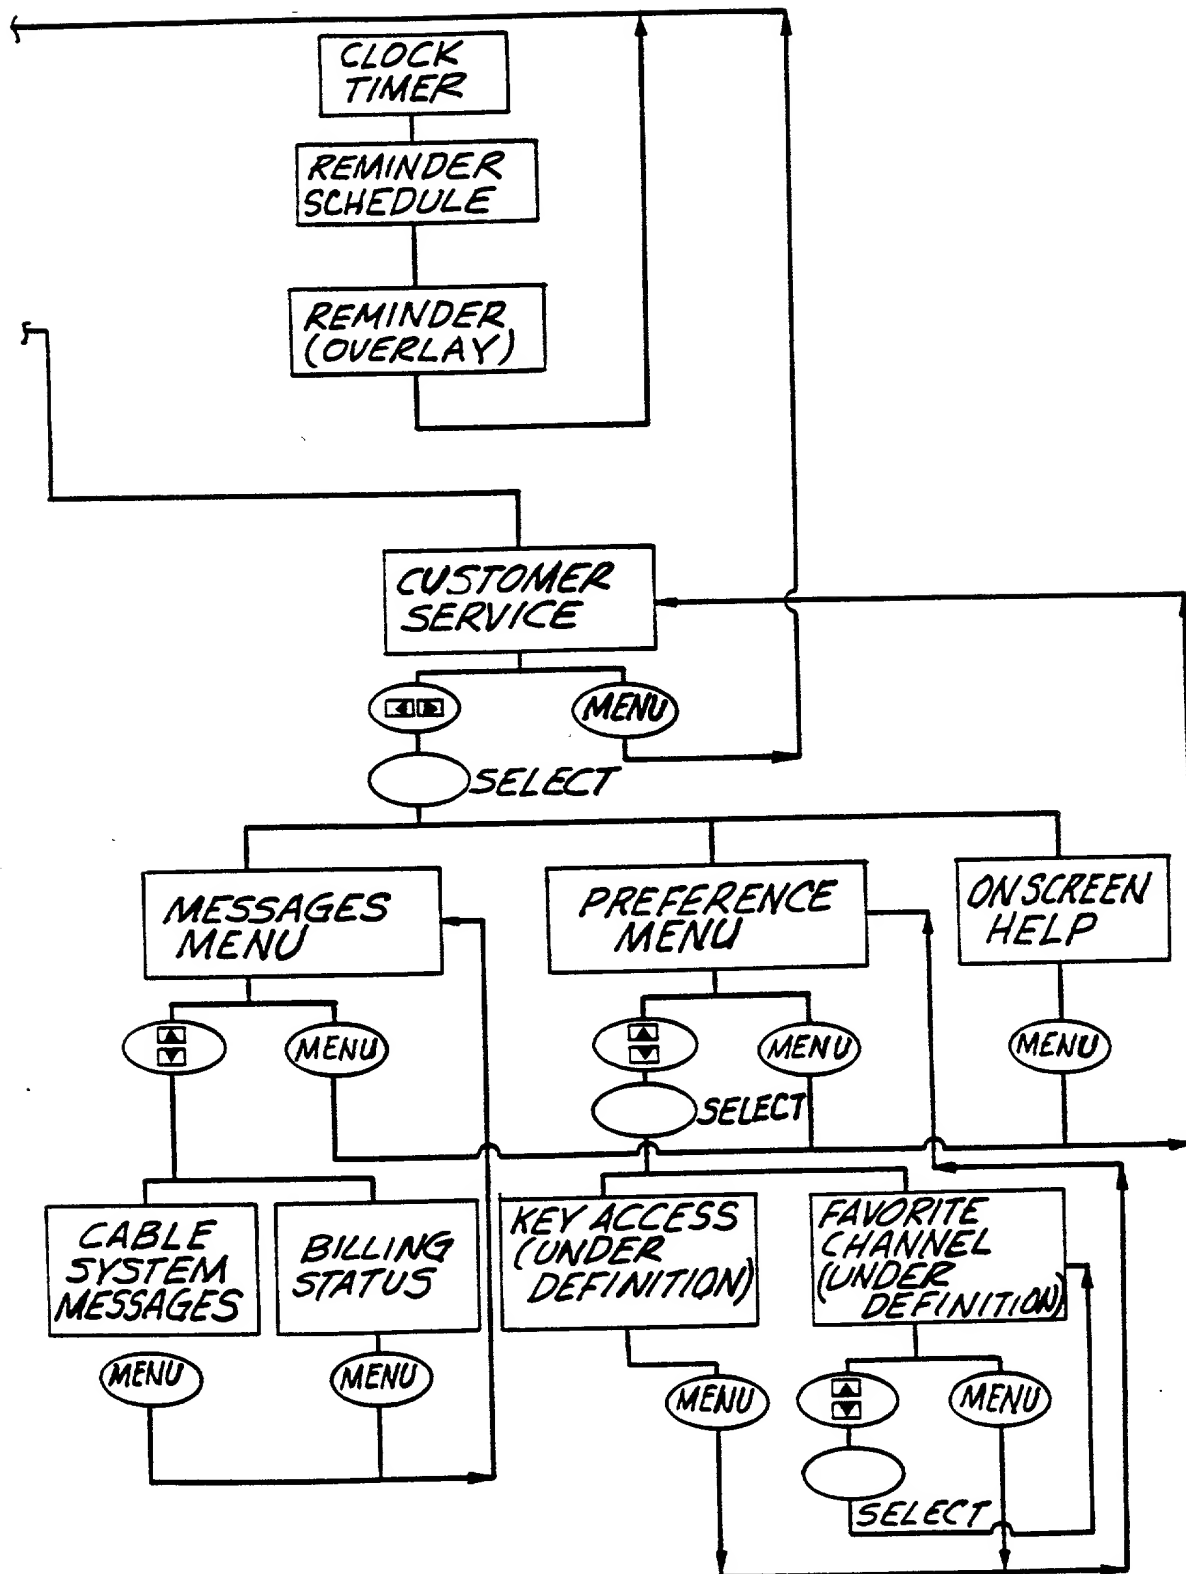 CLOCK
TIMER
REMINDER
SCHEDULE
REMINDER
(OVERLAY)
CUSTOMER
SERVICE
MENU
SELECT
MESSAGES
MENU
PREFERENCE
MENU
ON SCREEN
HELP
MENU
MENU
MENU
SELECT
CABLE
SYSTEM
MESSAGES
BILLING
STATUS
KEY ACCESS
(UNDER
DEFINITION)
FAVORITE
CHANNEL
(UNDER
DEFINITION)
MENU
MENU
MENU
MENU
SELECT